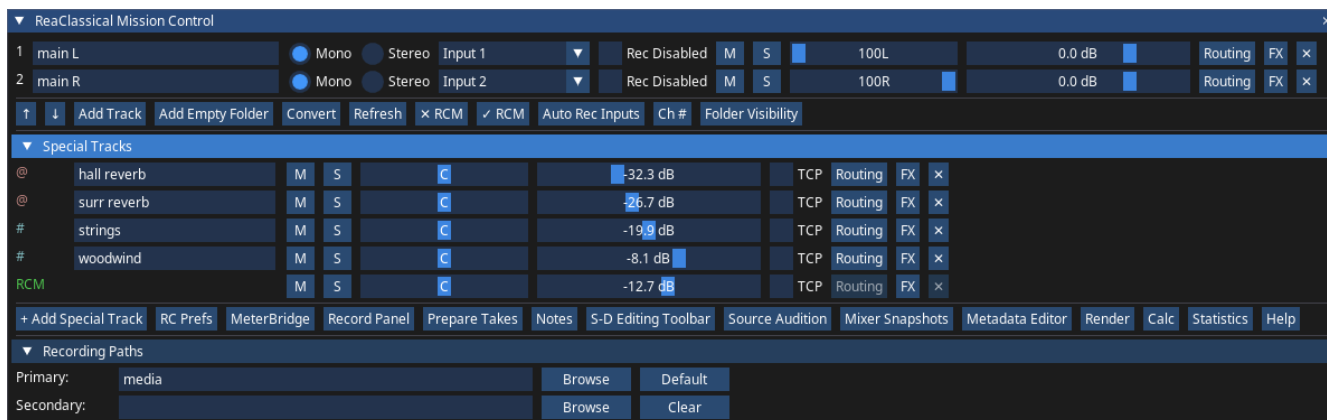 ▼ ReaClassical Mission Control ×
1 main L Mono Stereo Input 1 ▼ Rec Disabled M S 100L 0.0 dB Routing FX ×
2 main R Mono Stereo Input 2 ▼ Rec Disabled M S 100R 0.0 dB Routing FX ×
↑ ↓ Add Track Add Empty Folder Convert Refresh × RCM ✓ RCM Auto Rec Inputs Ch # Folder Visibility
▼ Special Tracks
@ hall reverb M S C -32.3 dB TCP Routing FX ×
@ surr reverb M S C -26.7 dB TCP Routing FX ×
# strings M S C -19.9 dB TCP Routing FX ×
# woodwind M S C -8.1 dB TCP Routing FX ×
RCM M S C -12.7 dB TCP Routing FX ×
+ Add Special Track RC Prefs MeterBridge Record Panel Prepare Takes Notes S-D Editing Toolbar Source Audition Mixer Snapshots Metadata Editor Render Calc Statistics Help
▼ Recording Paths
Primary: media Browse Default
Secondary: Browse Clear